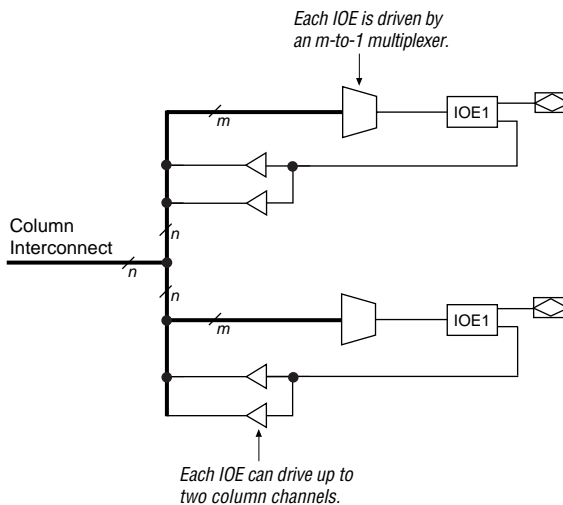 Each IOE is driven by
an m-to-1 multiplexer.
m
IOE1
n
Column
Interconnect
n
n
m
IOE1
Each IOE can drive up to
two column channels.